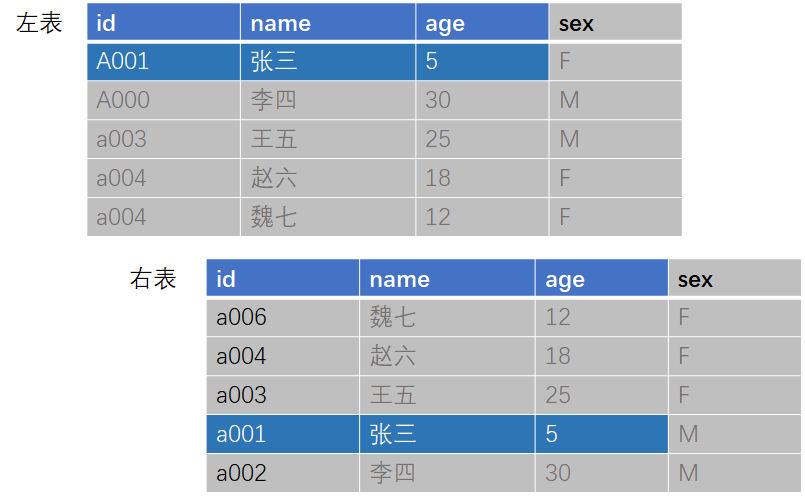 左表 id name age sex
A001 张三 5 F
A000 李四 30 M
a003 王五 25 M
a004 赵六 18 F
a004 魏七 12 F
右表 id name age sex
a006 魏七 12 F
a004 赵六 18 F
a003 王五 25 F
a001 张三 5 M
a002 李四 30 M